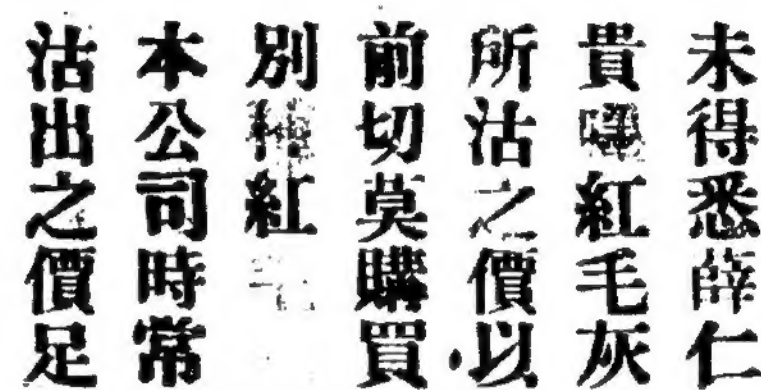 未得悉薛仁
貴嘜紅毛灰
所沽之價以
前切莫購買
別種紅
本公司時常
沽出之價足